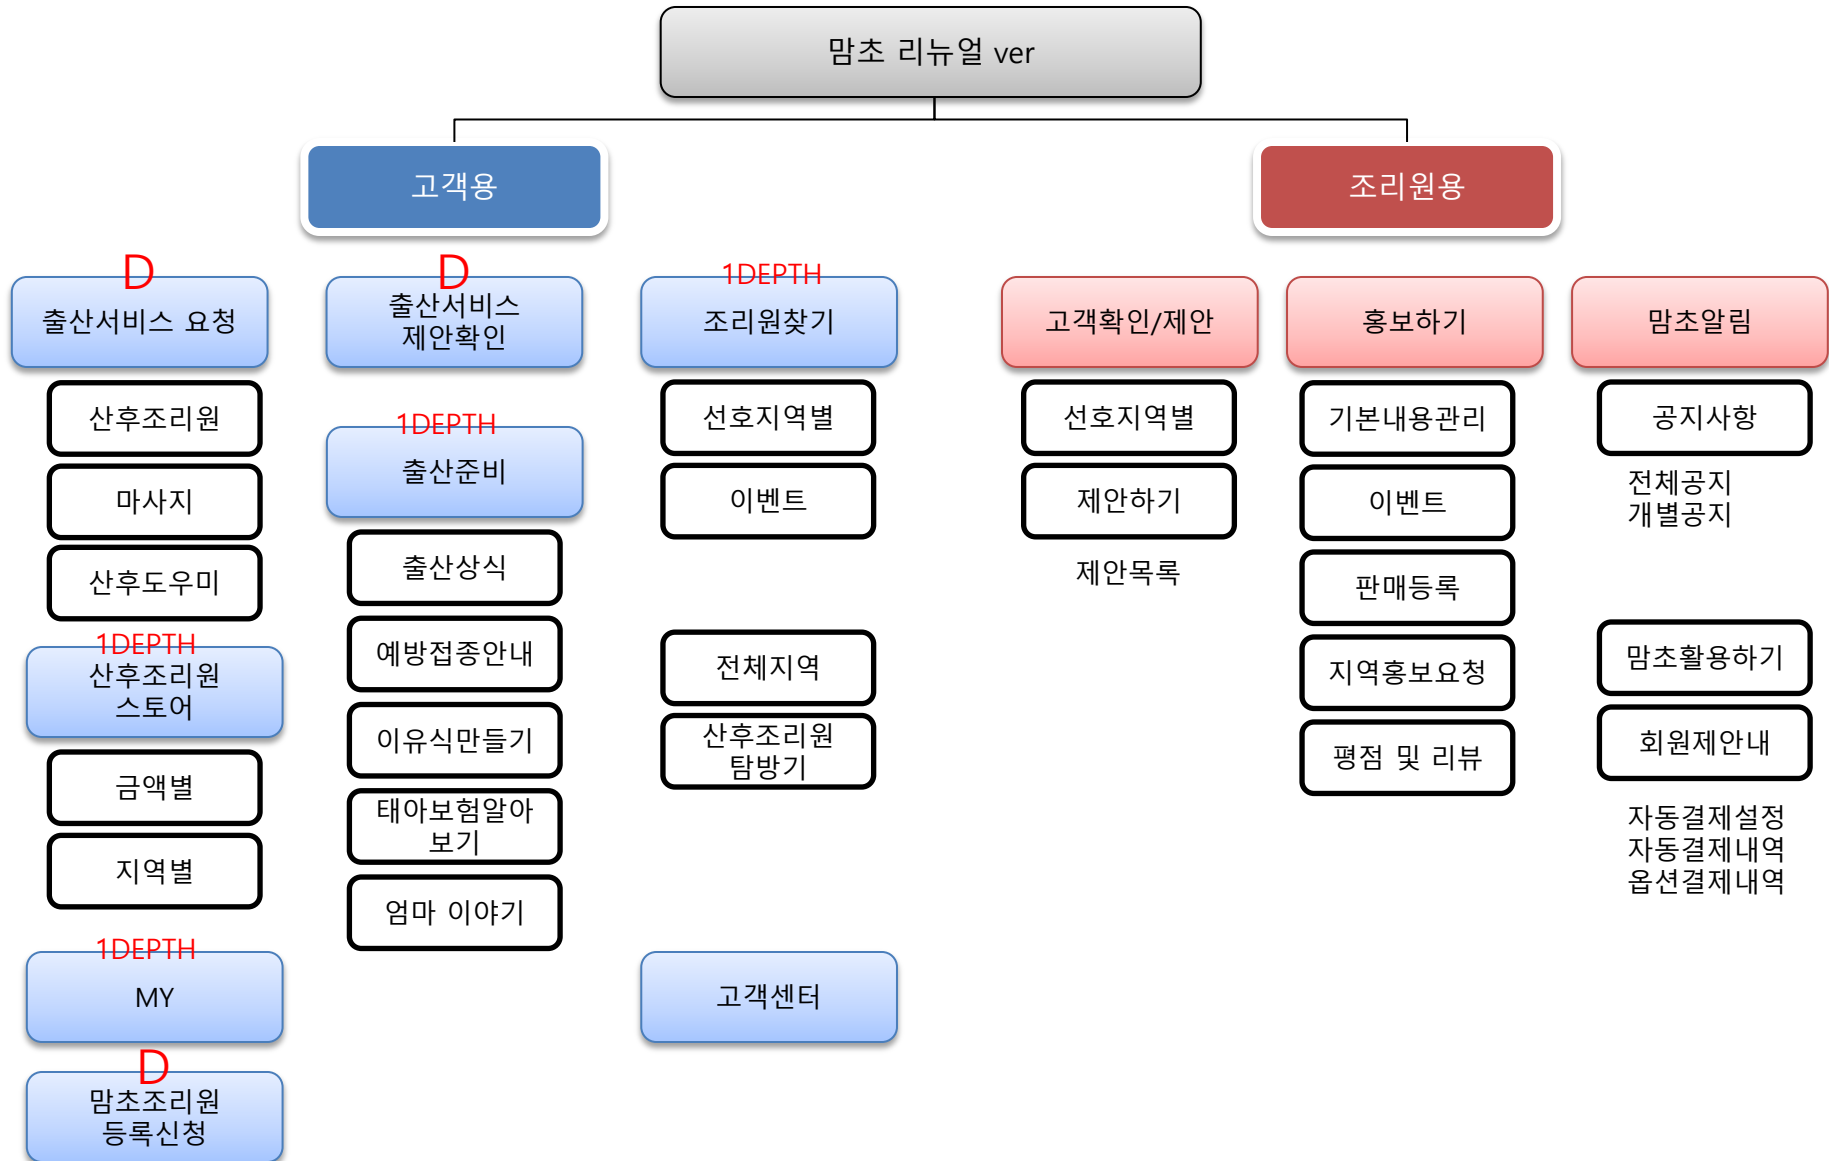 맘초 리뉴얼 ver
고객용
조리원용
D
출산서비스 요청
산후조리원
마사지
산후도우미
1DEPTH
산후조리원
스토어
금액별
지역별
1DEPTH
MY
D
맘초조리원
등록신청
D
출산서비스
제안확인
1DEPTH
출산준비
출산상식
예방접종안내
이유식만들기
태아보험알아
보기
엄마 이야기
1DEPTH
조리원찾기
선호지역별
이벤트
전체지역
산후조리원
탐방기
고객센터
고객확인/제안
선호지역별
제안하기
제안목록
홍보하기
기본내용관리
이벤트
판매등록
지역홍보요청
평점 및 리뷰
맘초알림
공지사항
전체공지
개별공지
맘초활용하기
회원제안내
자동결제설정
자동결제내역
옵션결제내역